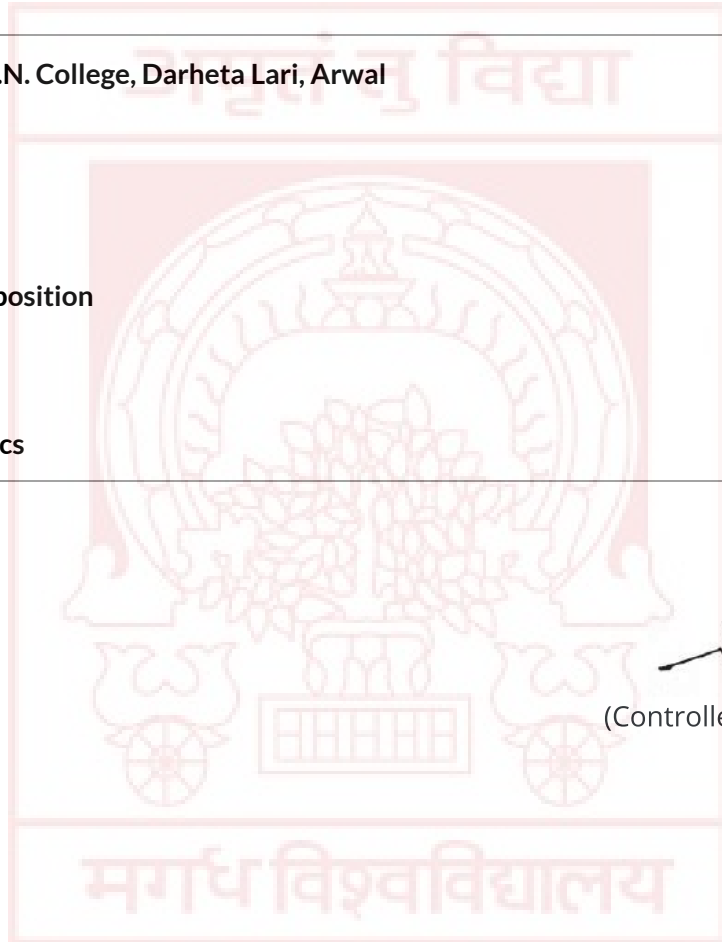 अमृतं तु विद्या
.N. College, Darheta Lari, Arwal
position
cs
(Controlle
मगध विश्वविद्यालय